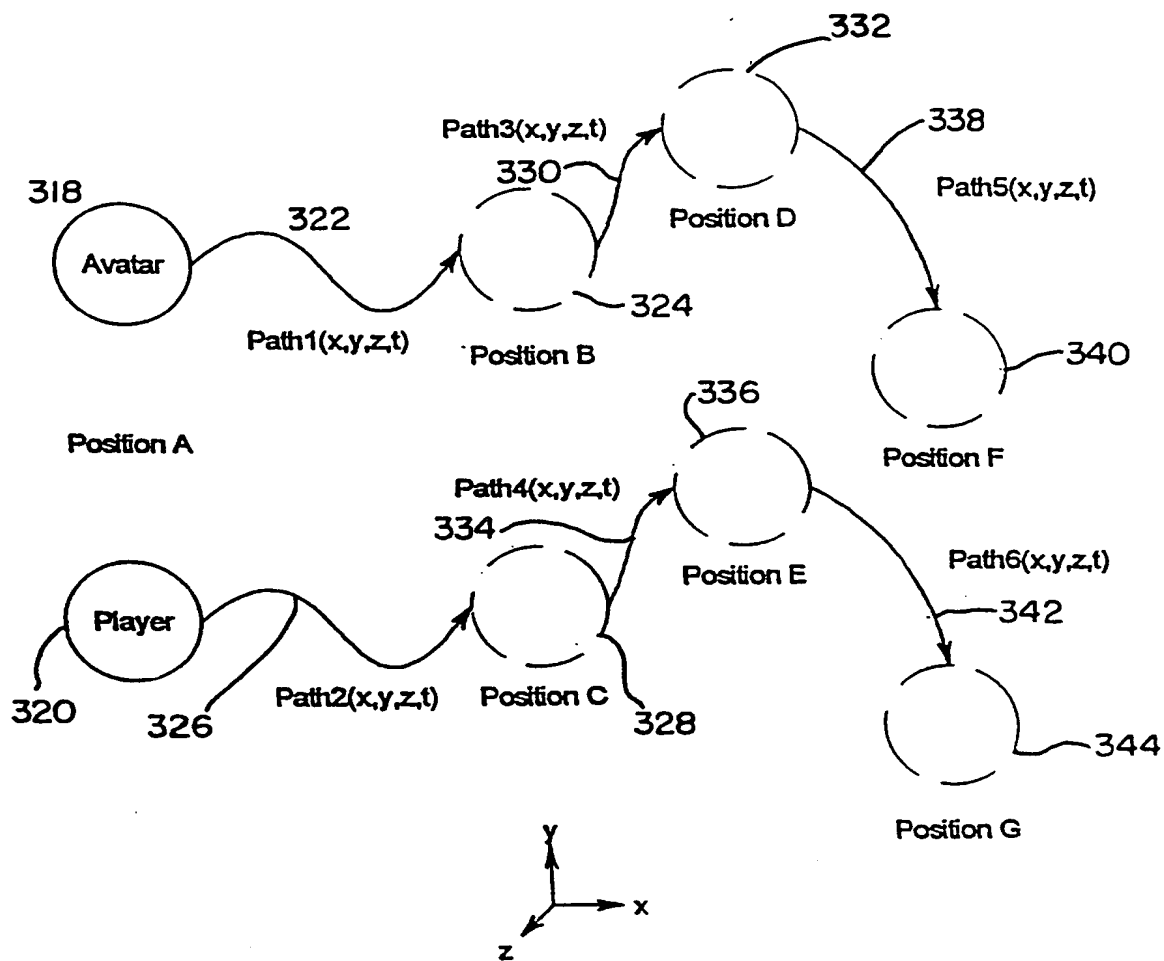 332
Path3(x,y,z,t)
338
330
318
322
Path5(x,y,z,t)
Position D
Avatar
324
Path1(x,y,z,t)
Position B
340
336
Position A
Position F
Path4(x,y,z,t)
334
Path6(x,y,z,t)
Position E
342
Player
Path2(x,y,z,t)
Position C
320
326
328
344
Position G
y
x
z